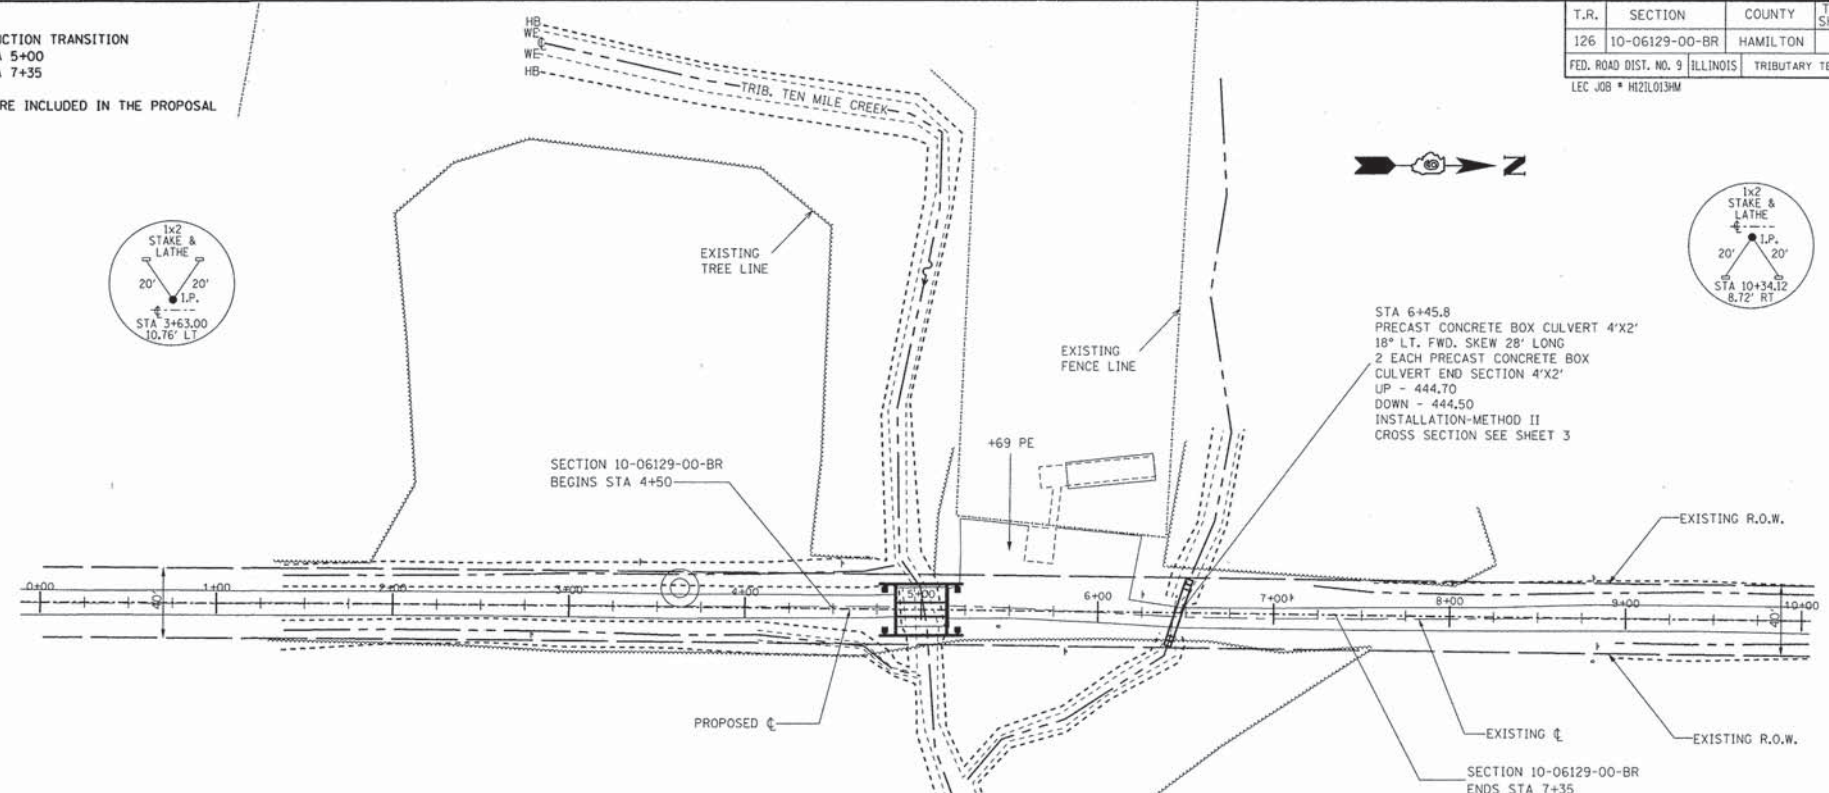 CTION TRANSITION
5+00
7+35
RE INCLUDED IN THE PROPOSAL
HB
WE
℄
WE
HB
TRIB. TEN MILE CREEK
T.R. SECTION COUNTY
126 10-06129-00-BR HAMILTON
FED. ROAD DIST. NO. 9 ILLINOIS TRIBUTARY TE
LEC JOB * H121L013HM
N
1x2
STAKE &
LATHE
20' 20'
I.P.
℄
STA 3+63.00
10.76' LT
EXISTING
TREE LINE
1x2
STAKE &
LATHE
℄
I.P.
20' 20'
STA 10+34.12
8.72' RT
EXISTING
FENCE LINE
STA 6+45.8
PRECAST CONCRETE BOX CULVERT 4'X2'
18° LT. FWD. SKEW 28' LONG
2 EACH PRECAST CONCRETE BOX
CULVERT END SECTION 4'X2'
UP - 444.70
DOWN - 444.50
INSTALLATION-METHOD II
CROSS SECTION SEE SHEET 3
+69 PE
SECTION 10-06129-00-BR
BEGINS STA 4+50
EXISTING R.O.W.
0+00 1+00 2+00 3+00 4+00 5+00 6+00 7+00 8+00 9+00 10+00
40' 40'
PROPOSED ℄
EXISTING ℄
EXISTING R.O.W.
SECTION 10-06129-00-BR
ENDS STA 7+35